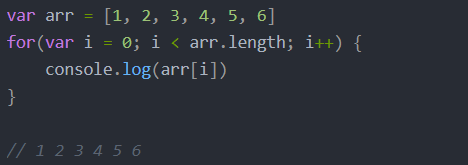 var arr = [1, 2, 3, 4, 5, 6]
for(var i = 0; i < arr.length; i++) {
    console.log(arr[i])
}
// 1 2 3 4 5 6